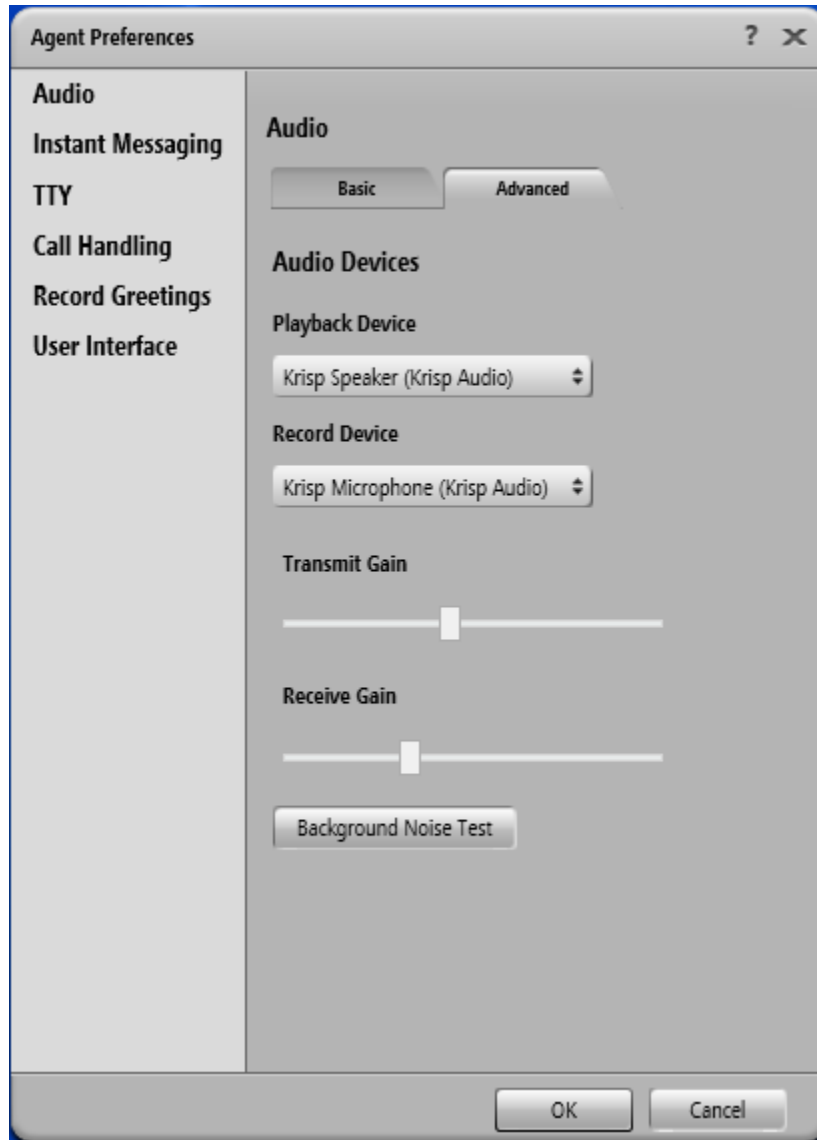 Agent Preferences
?
Audio
Instant Messaging
TTY
Call Handling
Record Greetings
User Interface
Audio
Basic
Advanced
Audio Devices
Playback Device
Krisp Speaker (Krisp Audio)
Record Device
Krisp Microphone (Krisp Audio)
Transmit Gain
Receive Gain
Background Noise Test
OK
Cancel